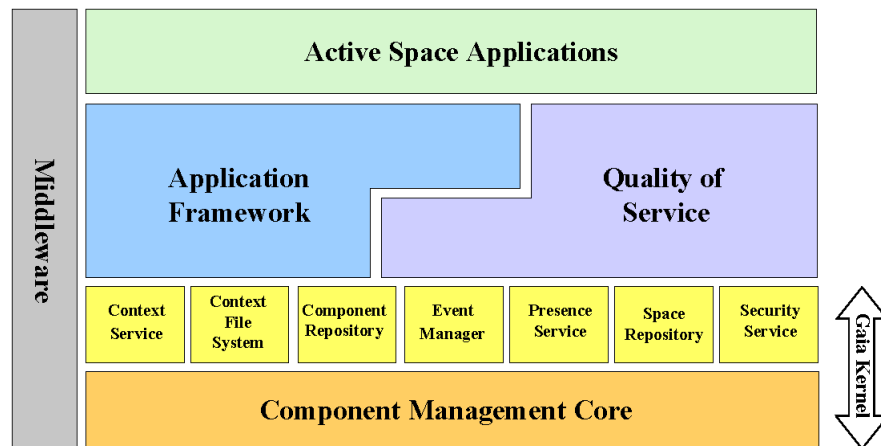 Active Space Applications
Middleware
Application
Framework
Quality of
Service
Context
Service
Context
File
System
Component
Repository
Event
Manager
Presence
Service
Space
Repository
Security
Service
Gaia Kernel
Component Management Core